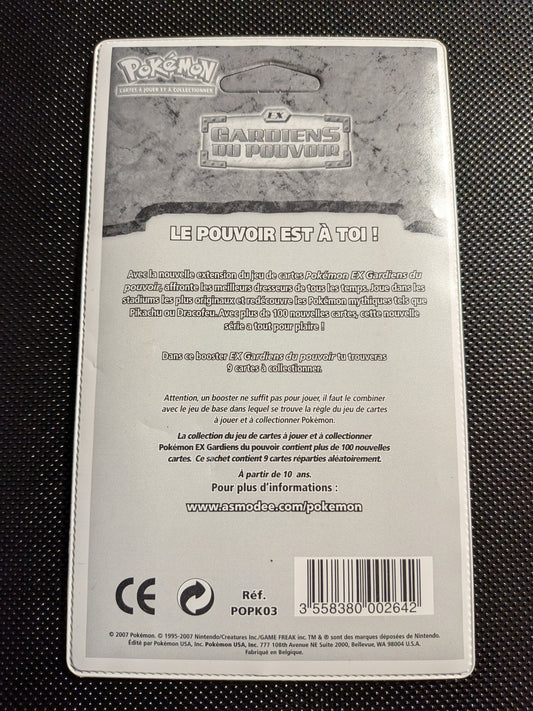 POKéMON
CARTES À JOUER ET À COLLECTIONNER
EX
GARDIENS
DU POUVOIR
LE POUVOIR EST À TOI !
Avec la nouvelle extension du jeu de cartes Pokémon EX Gardiens du
pouvoir, affronte les meilleurs dresseurs de tous les temps. Joue dans les
stadiums les plus originaux et redécouvre les Pokémon mythiques tels que
Pikachu ou Dracofeu. Avec plus de 100 nouvelles cartes, cette nouvelle
série a tout pour plaire !
Dans ce booster EX Gardiens du pouvoir tu trouveras
9 cartes à collectionner.
Attention, un booster ne suffit pas pour jouer, il faut le combiner
avec le jeu de base dans lequel se trouve la règle du jeu de cartes
à jouer et à collectionner Pokémon.
La collection du jeu de cartes à jouer et à collectionner
Pokémon EX Gardiens du pouvoir contient plus de 100 nouvelles
cartes. Ce sachet contient 9 cartes réparties aléatoirement.
À partir de 10 ans.
Pour plus d'informations :
www.asmodee.com/pokemon
CE
Réf.
POPK03
3 558380 002642
© 2007 Pokémon. © 1995-2007 Nintendo/Creatures Inc./GAME FREAK inc. TM & ® sont des marques déposées de Nintendo.
Édité par Pokémon USA, Inc. Pokémon USA, Inc. 777 108th Avenue NE Suite 2000, Bellevue, WA 98004 U.S.A.
Fabriqué en Belgique.